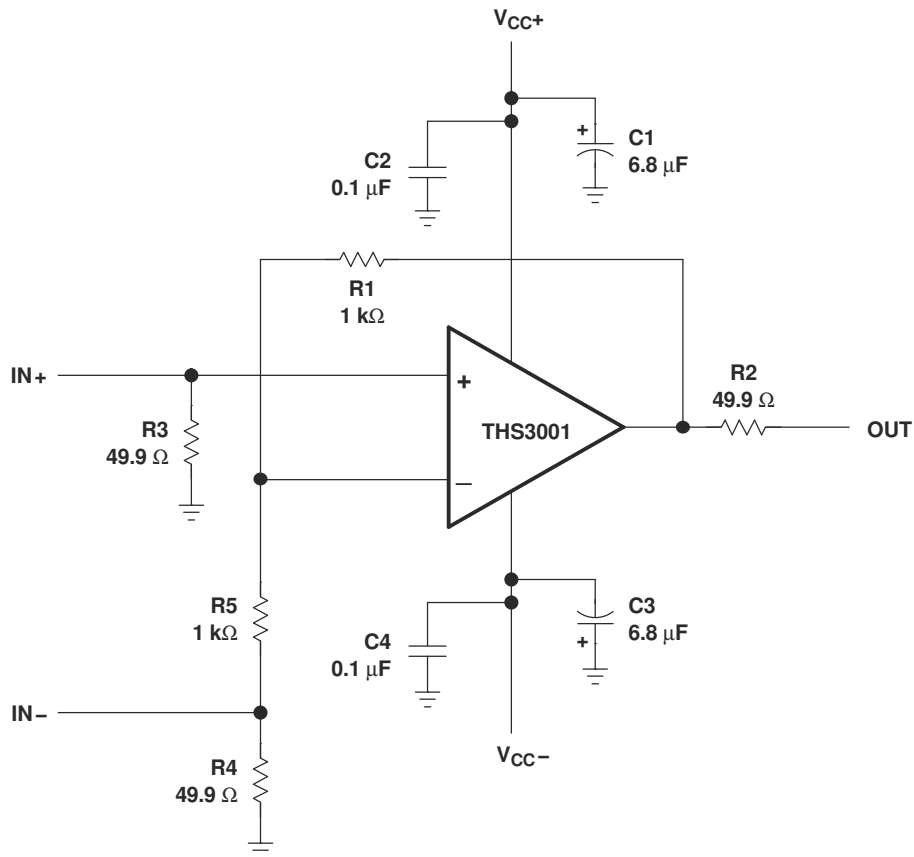 VCC+
C2
0.1 μF
+
C1
6.8 μF
R1
1 kΩ
IN+
+
R3
49.9 Ω
THS3001
R2
49.9 Ω
OUT
−
R5
1 kΩ
C4
0.1 μF
C3
6.8 μF
+
IN−
VCC−
R4
49.9 Ω